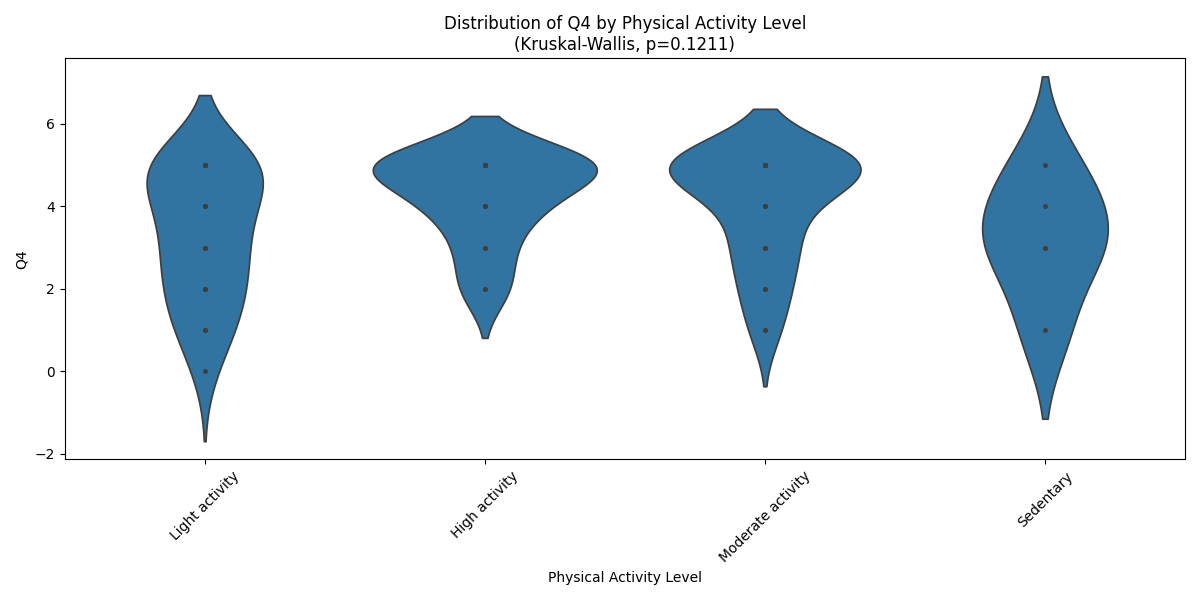 Distribution of Q4 by Physical Activity Level
(Kruskal-Wallis, p=0.1211)
Q4
6
4
2
0
−2
Light activity
High activity
Moderate activity
Sedentary
Physical Activity Level